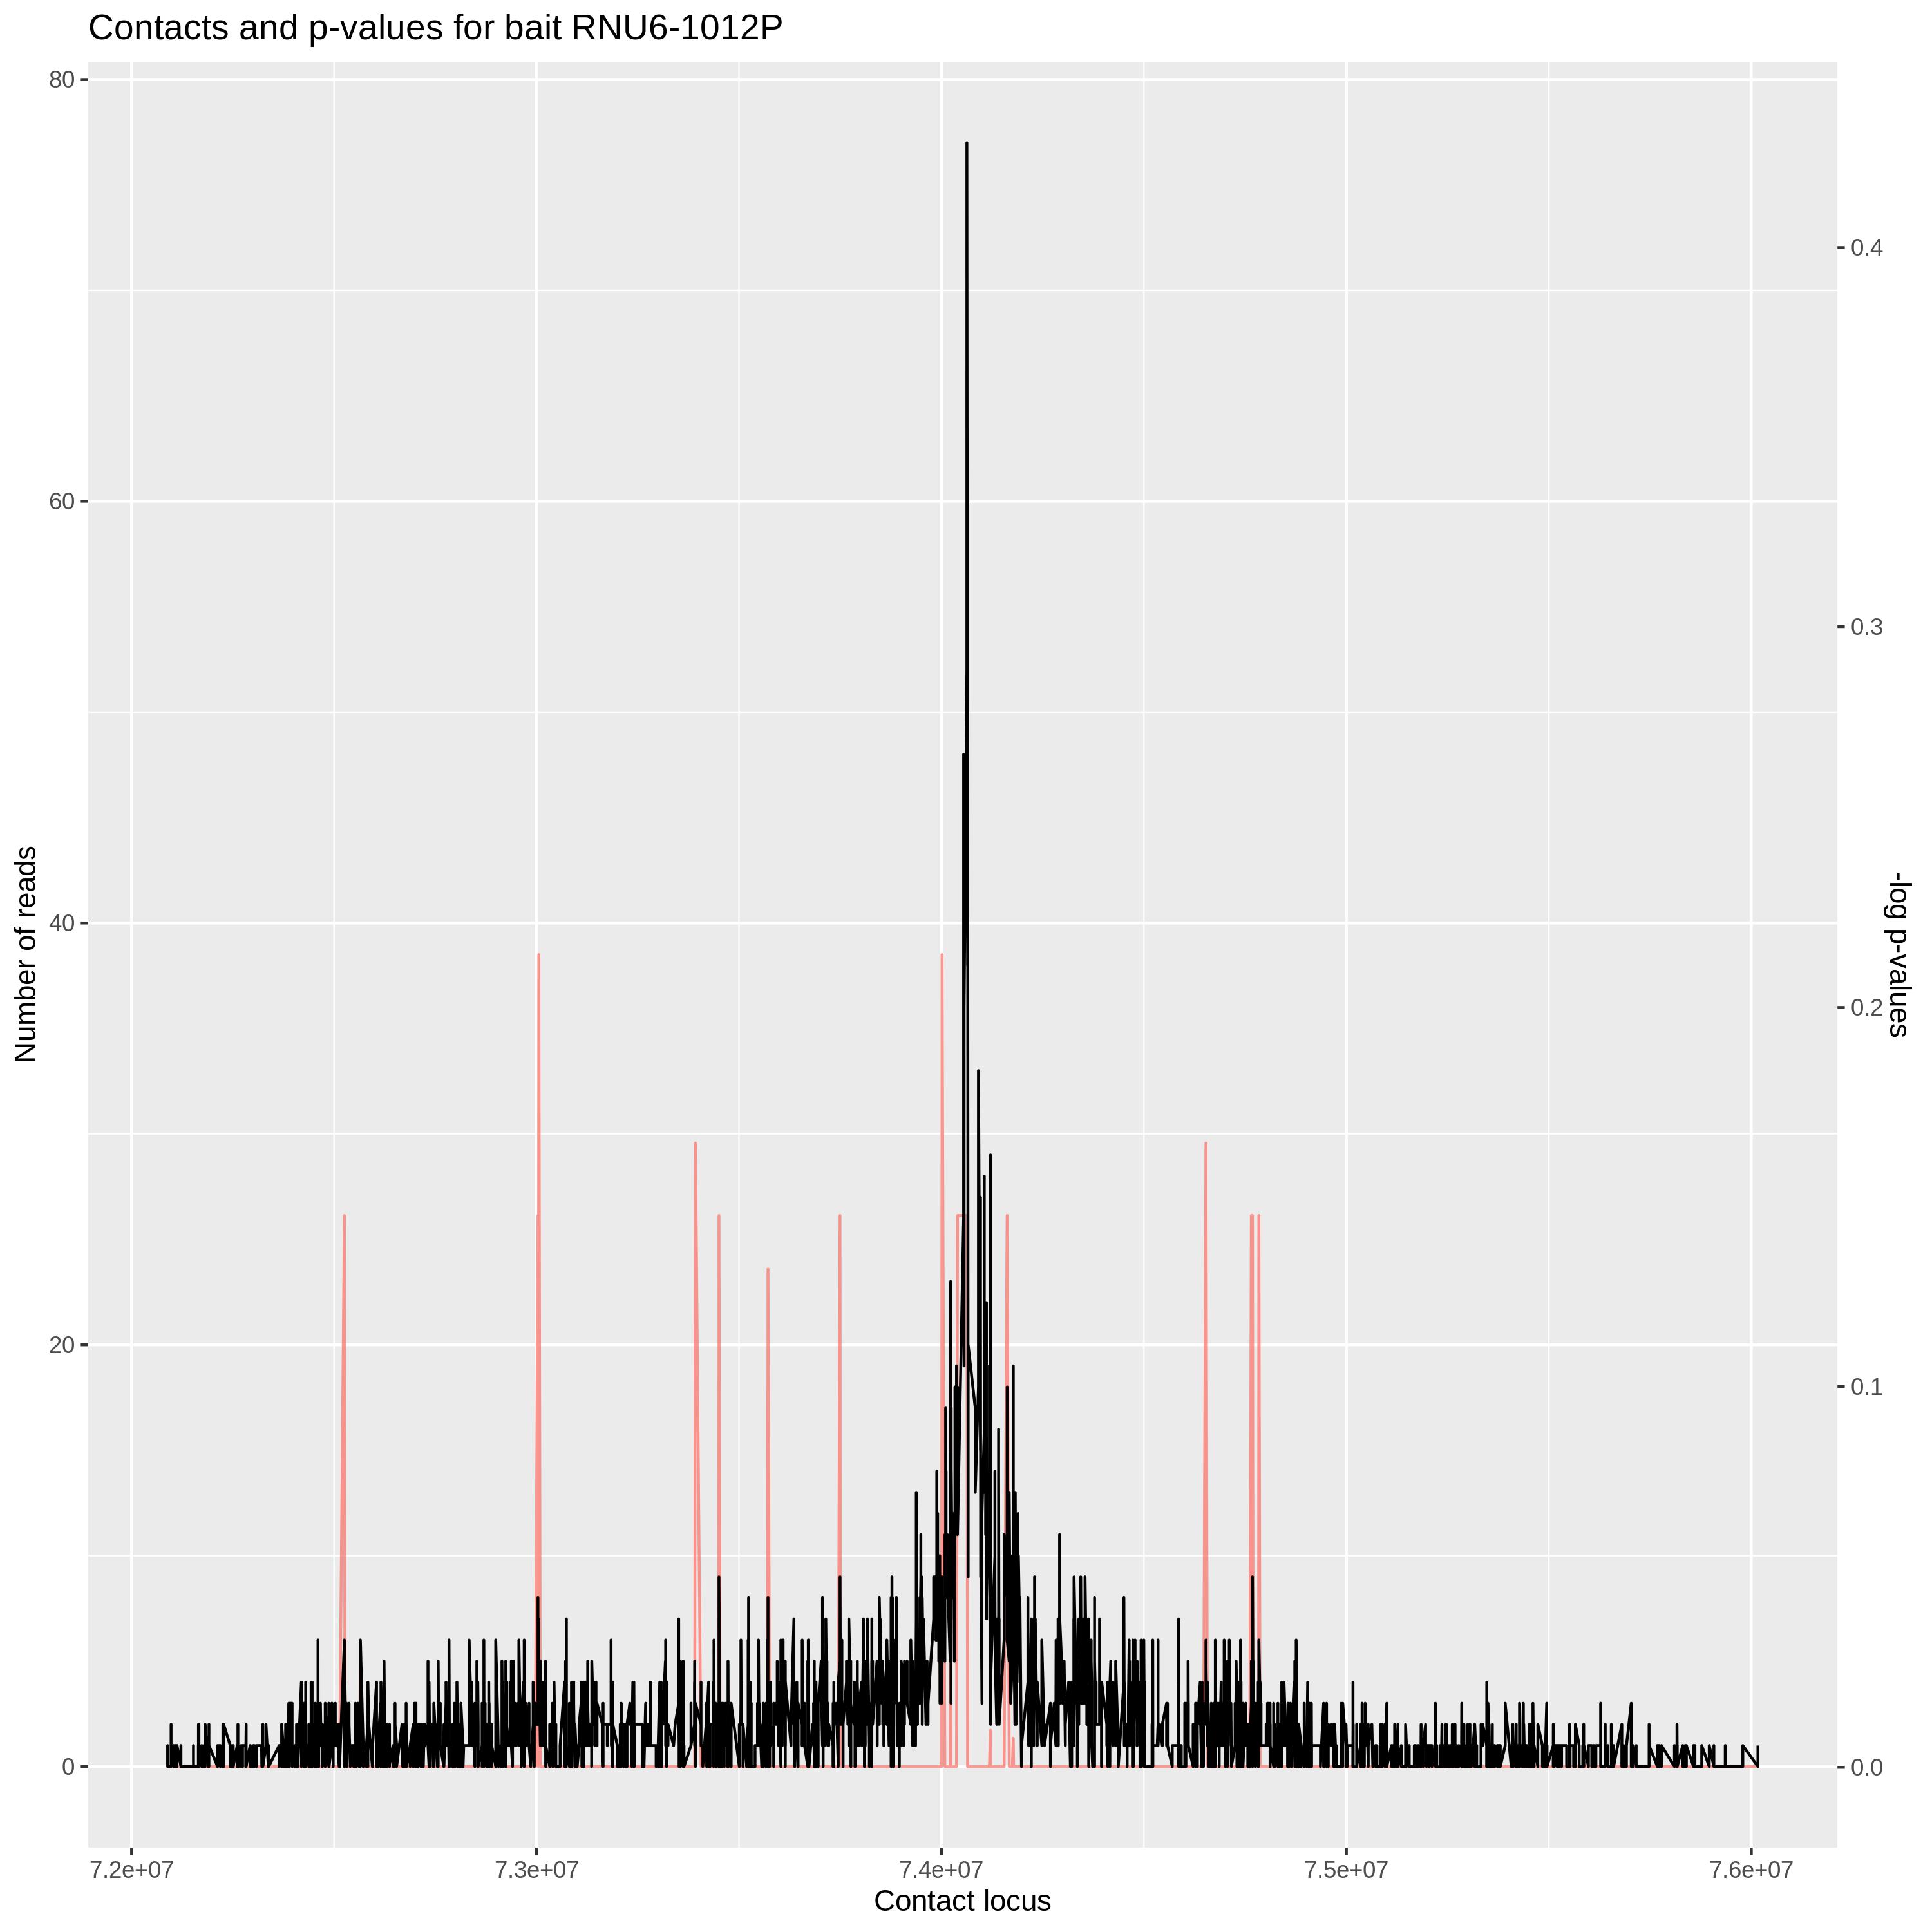 Contacts and p-values for bait RNU6-1012P
80
60
40
20
0
Number of reads
0.4
0.3
0.2
0.1
0.0
-log p-values
7.2e+07 7.3e+07 7.4e+07 7.5e+07 7.6e+07
Contact locus